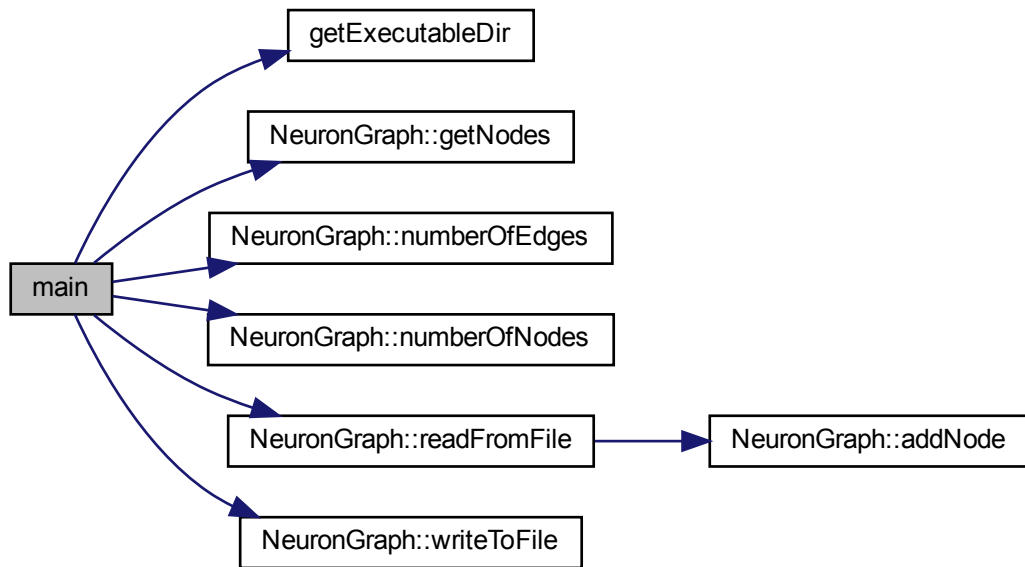 getExecutableDir
NeuronGraph::getNodes
NeuronGraph::numberOfEdges
main
NeuronGraph::numberOfNodes
NeuronGraph::readFromFile
NeuronGraph::addNode
NeuronGraph::writeToFile